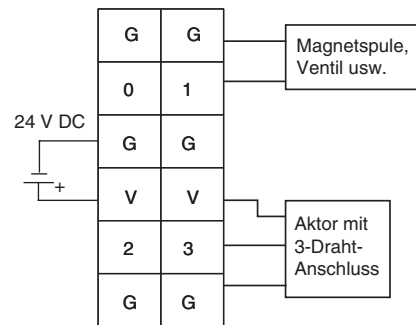 G G
Magnetspule,
Ventil usw.
0 1
24 V DC
G G
+
V V
Aktor mit
3-Draht-
Anschluss
2 3
G G